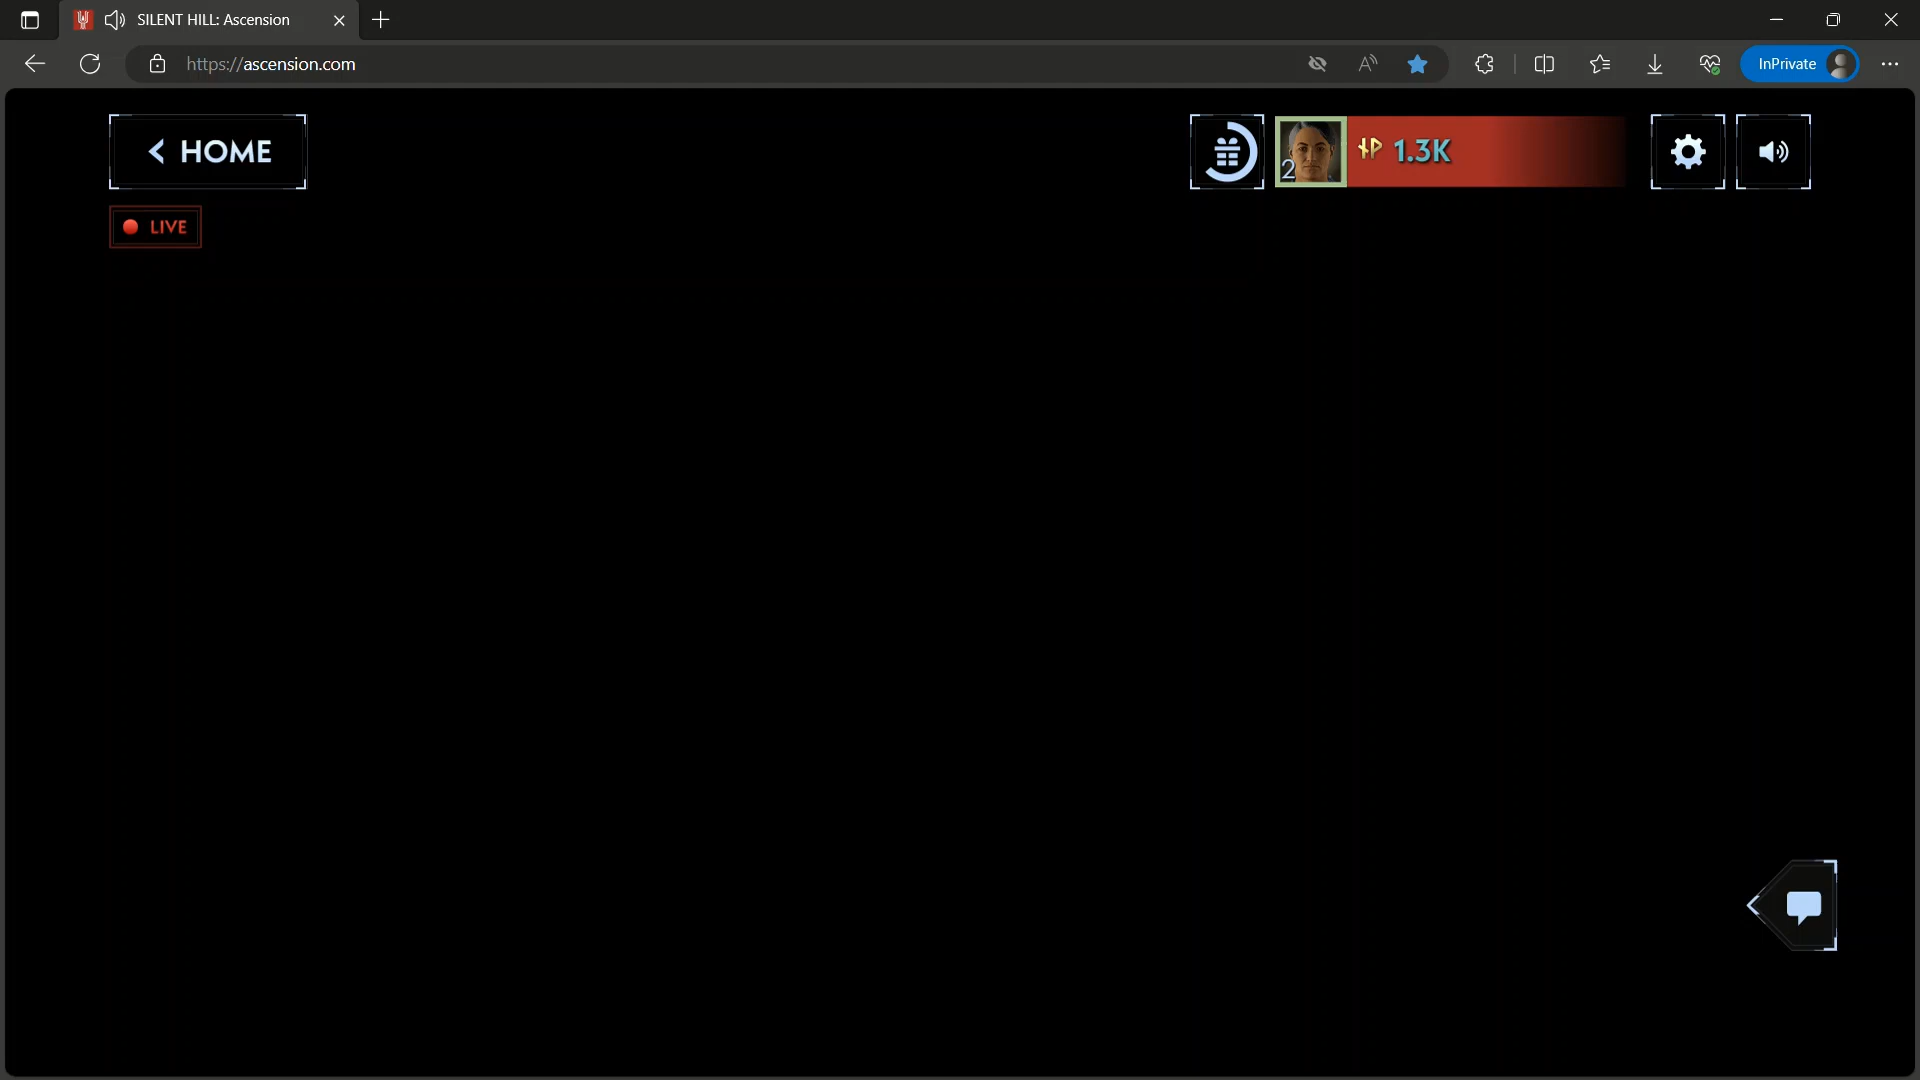 SILENT HILL: Ascension
https://ascension.com
InPrivate
HOME
2
1.3K
LIVE